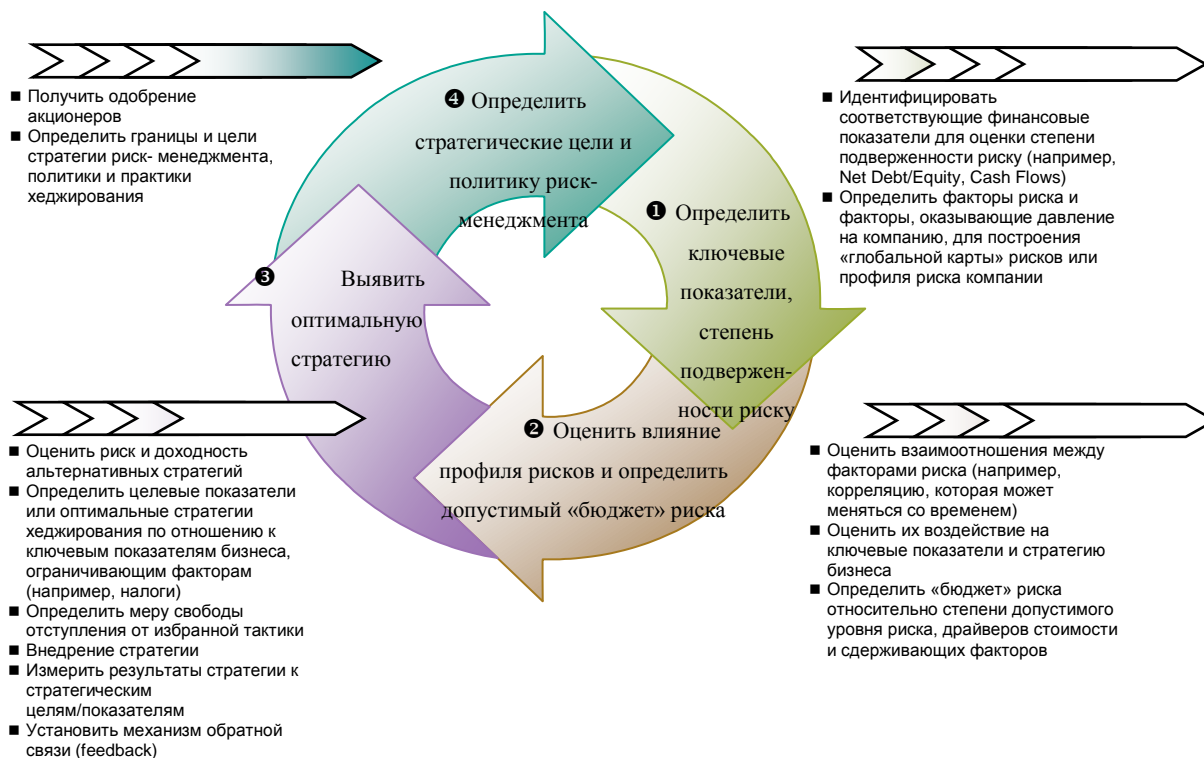 ■ Получить одобрение
акционеров
■ Определить границы и цели
стратегии риск- менеджмента,
политики и практики
хеджирования
❹ Определить
стратегические цели и
политику риск-
менеджмента
■ Идентифицировать
соответствующие финансовые
показатели для оценки степени
подверженности риску (например,
Net Debt/Equity, Cash Flows)
■ Определить факторы риска и
факторы, оказывающие давление
на компанию, для построения
«глобальной карты» рисков или
профиля риска компании
❶ Определить
ключевые
показатели,
степень
подвержен-
ности риску
❸ Выявить
оптимальную
стратегию
❷ Оценить влияние
профиля рисков и определить
допустимый «бюджет» риска
■ Оценить риск и доходность
альтернативных стратегий
■ Определить целевые показатели
или оптимальные стратегии
хеджирования по отношению к
ключевым показателям бизнеса,
ограничивающим факторам
(например, налоги)
■ Определить меру свободы
отступления от избранной тактики
■ Внедрение стратегии
■ Измерить результаты стратегии к
стратегическим
целям/показателям
■ Установить механизм обратной
связи (feedback)
■ Оценить взаимоотношения между
факторами риска (например,
корреляцию, которая может
меняться со временем)
■ Оценить их воздействие на
ключевые показатели и стратегию
бизнеса
■ Определить «бюджет» риска
относительно степени допустимого
уровня риска, драйверов стоимости
и сдерживающих факторов